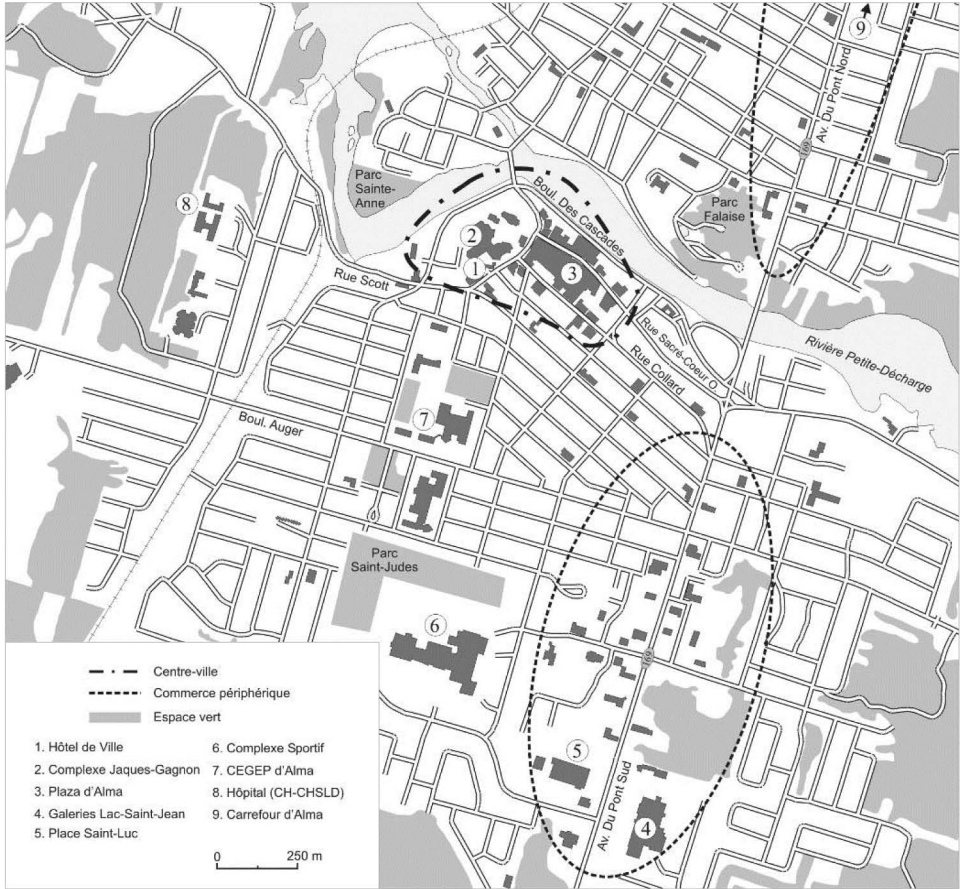 9
Av. Du Pont Nord
169
Parc
Sainte-
Anne
Boul. Des Cascades
Parc
Falaise
8
2
1
3
Rue Scott
Rue Sacré-Coeur O.
Rue Collard
Rivière Petite-Décharge
7
Boul. Auger
Parc
Saint-Judes
6
169
5
Av. Du Pont Sud
4
Centre-ville
Commerce périphérique
Espace vert
1. Hôtel de Ville
2. Complexe Jaques-Gagnon
3. Plaza d'Alma
4. Galeries Lac-Saint-Jean
5. Place Saint-Luc
6. Complexe Sportif
7. CEGEP d'Alma
8. Hôpital (CH-CHSLD)
9. Carrefour d'Alma
0 250 m